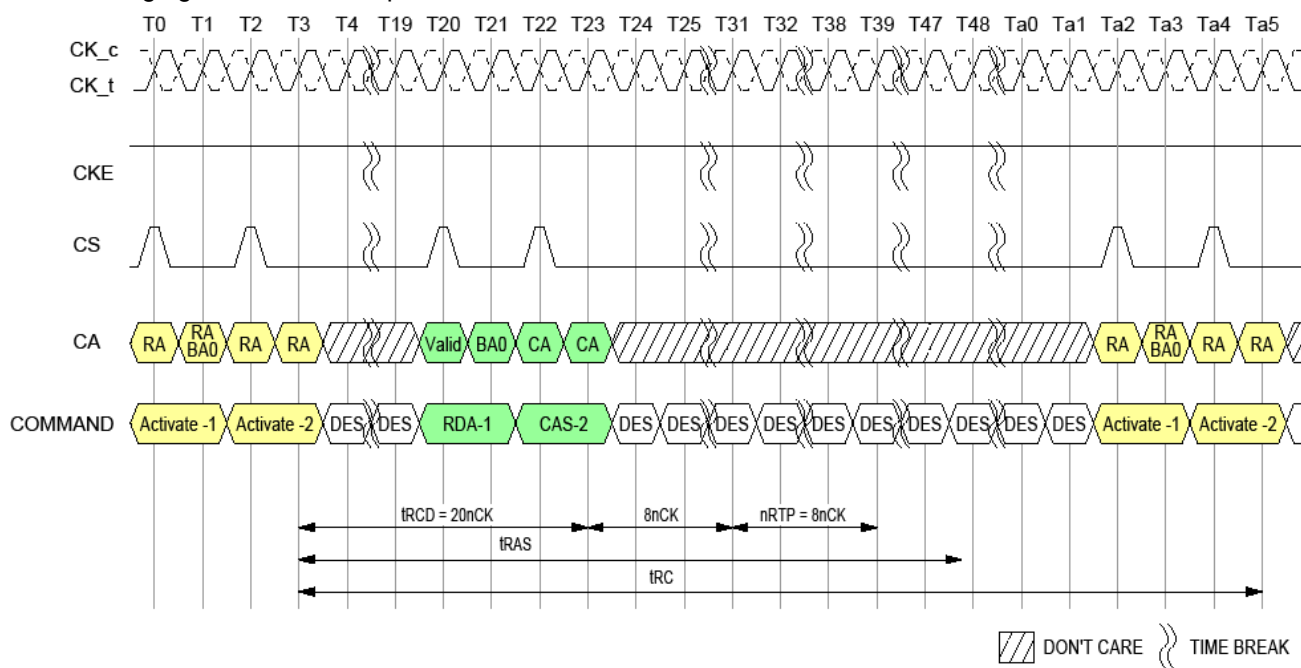 T0 T1 T2 T3 T4 T19 T20 T21 T22 T23 T24 T25 T31 T32 T38 T39 T47 T48 Ta0 Ta1 Ta2 Ta3 Ta4 Ta5
CK_c
CK_t
CKE
CS
CA RA RA BA0 RA RA Valid BA0 CA CA RA RA BA0 RA RA
COMMAND Activate -1 Activate -2 DES DES RDA-1 CAS-2 DES DES DES DES DES DES DES DES DES DES Activate -1 Activate -2
tRCD = 20nCK 8nCK nRTP = 8nCK
tRAS
tRC
DON'T CARE TIME BREAK